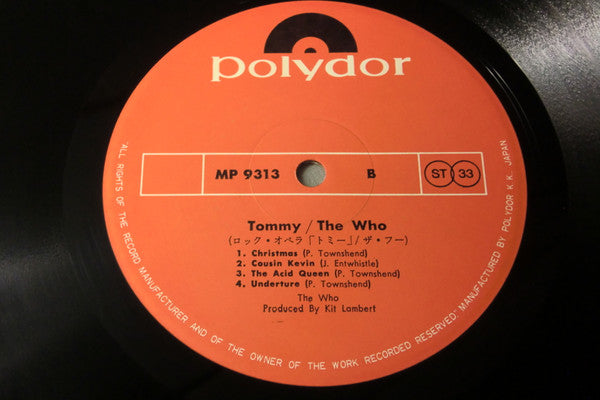 polydor
MP 9313 B ST 33
Tommy / The Who
(ロック・オペラ「トミー」/ザ・フー)
1. Christmas (P. Townshend)
2. Cousin Kevin (J. Entwhistle)
3. The Acid Queen (P. Townshend)
4. Underture (P. Townshend)
The Who
Produced By Kit Lambert
"ALL RIGHTS OF THE RECORD MANUFACTURER AND OF THE OWNER OF THE WORK RECORDED RESERVED," MANUFACTURED BY POLYDOR K.K. JAPAN